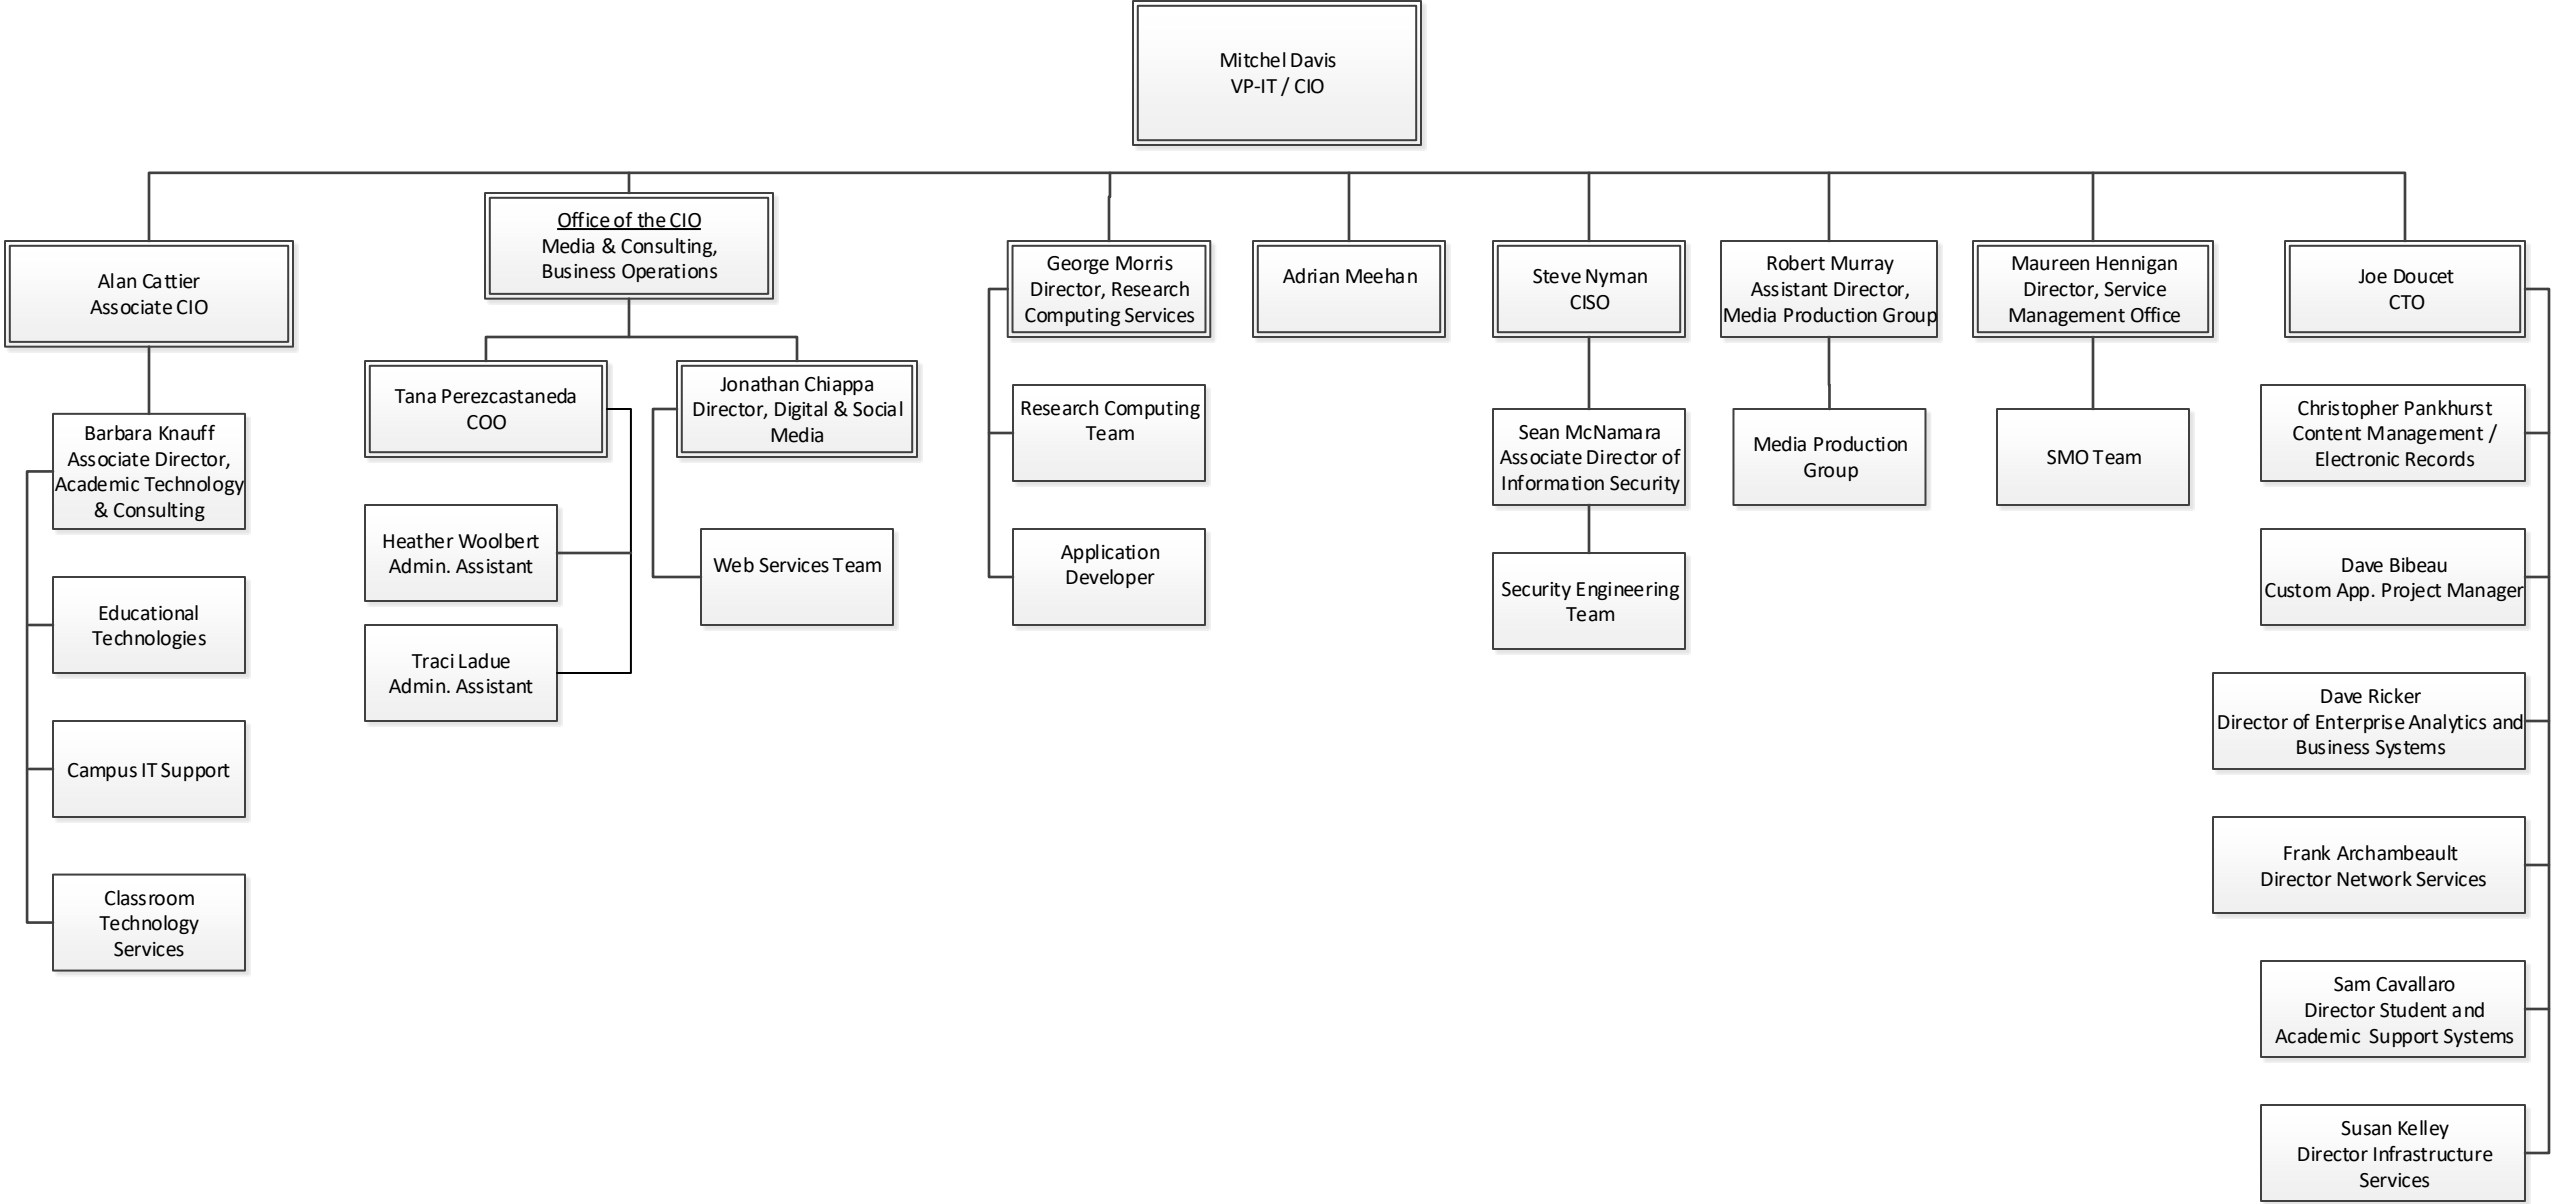 Mitchel Davis
VP-IT / CIO
Alan Cattier
Associate CIO
Barbara Knauff
Associate Director,
Academic Technology
& Consulting
Educational
Technologies
Campus IT Support
Classroom
Technology
Services
Office of the CIO
Media & Consulting,
Business Operations
Tana Perezcastaneda
COO
Heather Woolbert
Admin. Assistant
Traci Ladue
Admin. Assistant
Jonathan Chiappa
Director, Digital & Social
Media
Web Services Team
George Morris
Director, Research
Computing Services
Research Computing
Team
Application
Developer
Adrian Meehan
Steve Nyman
CISO
Sean McNamara
Associate Director of
Information Security
Security Engineering
Team
Robert Murray
Assistant Director,
Media Production Group
Media Production
Group
Maureen Hennigan
Director, Service
Management Office
SMO Team
Joe Doucet
CTO
Christopher Pankhurst
Content Management /
Electronic Records
Dave Bibeau
Custom App. Project Manager
Dave Ricker
Director of Enterprise Analytics and
Business Systems
Frank Archambeault
Director Network Services
Sam Cavallaro
Director Student and
Academic Support Systems
Susan Kelley
Director Infrastructure
Services